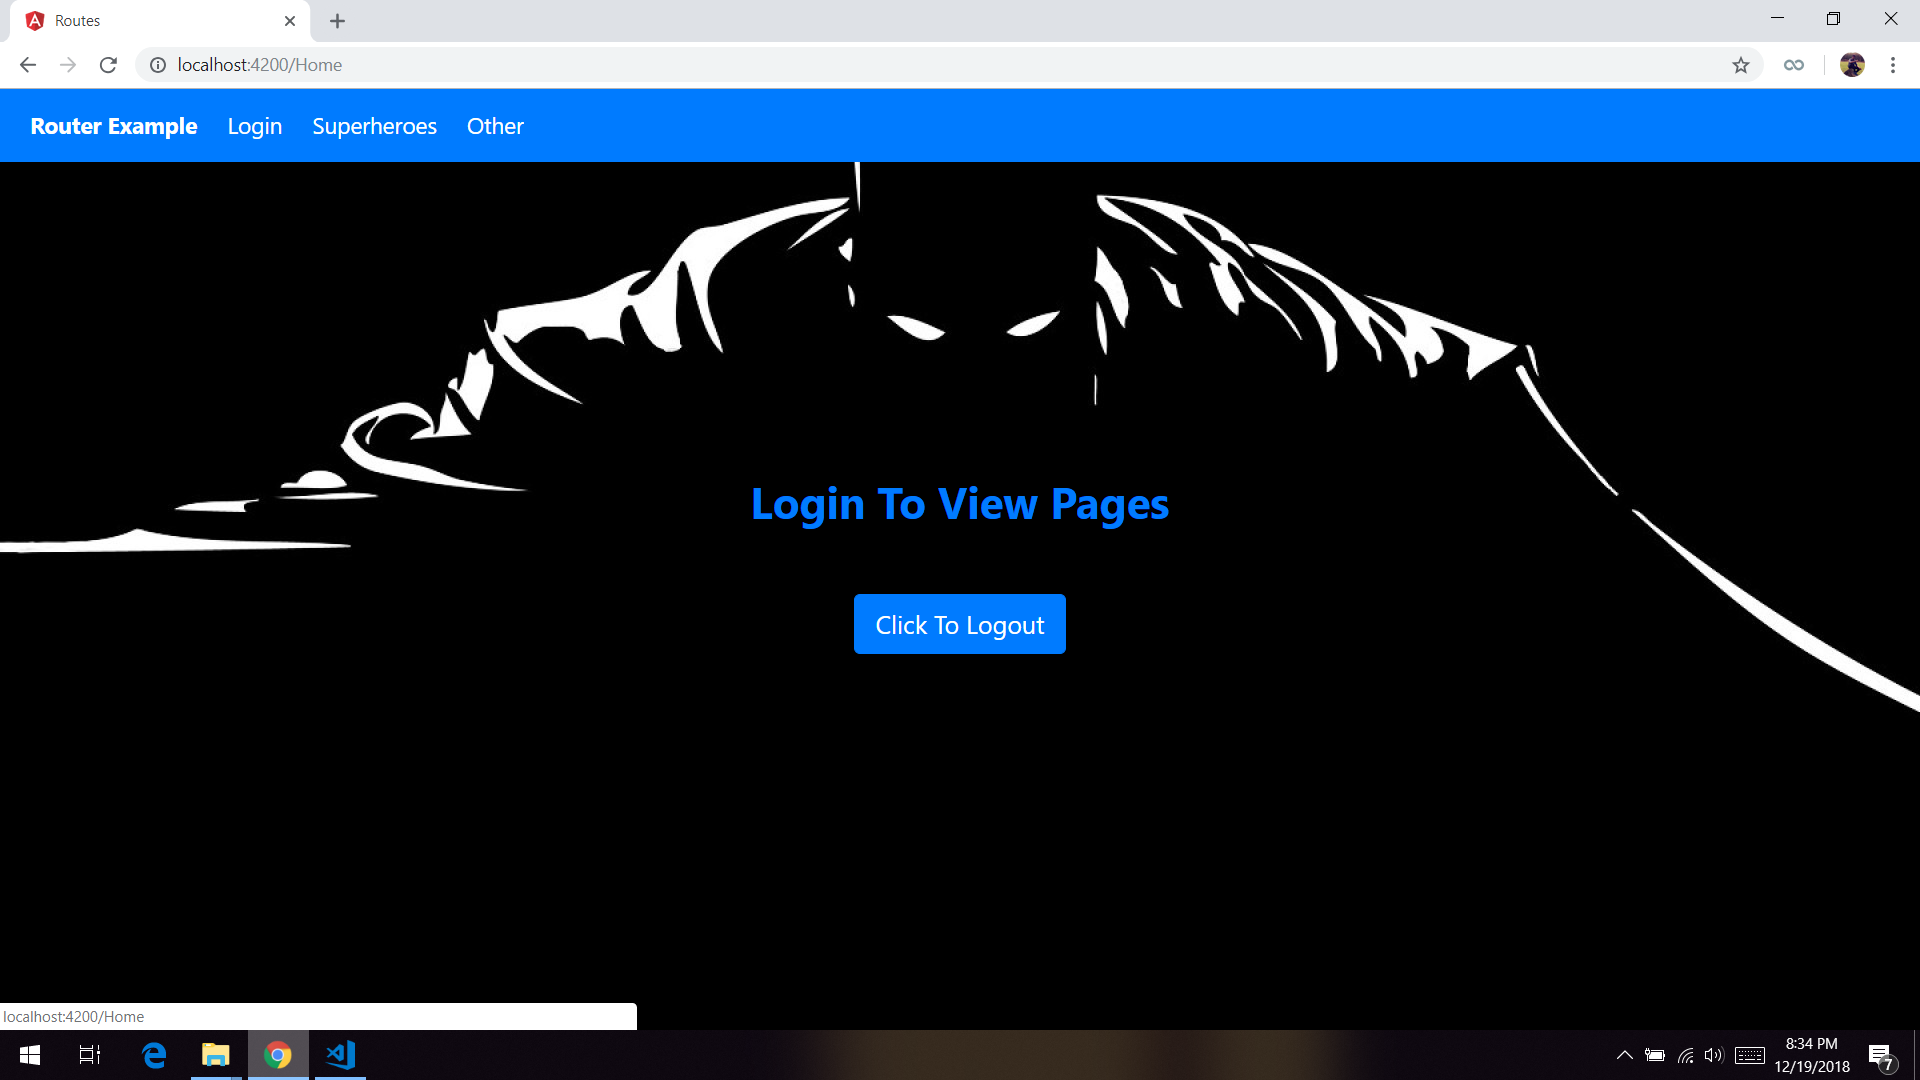 Routes
localhost:4200/Home
Router Example Login Superheroes Other
Login To View Pages
Click To Logout
localhost:4200/Home
8:34 PM
12/19/2018
7